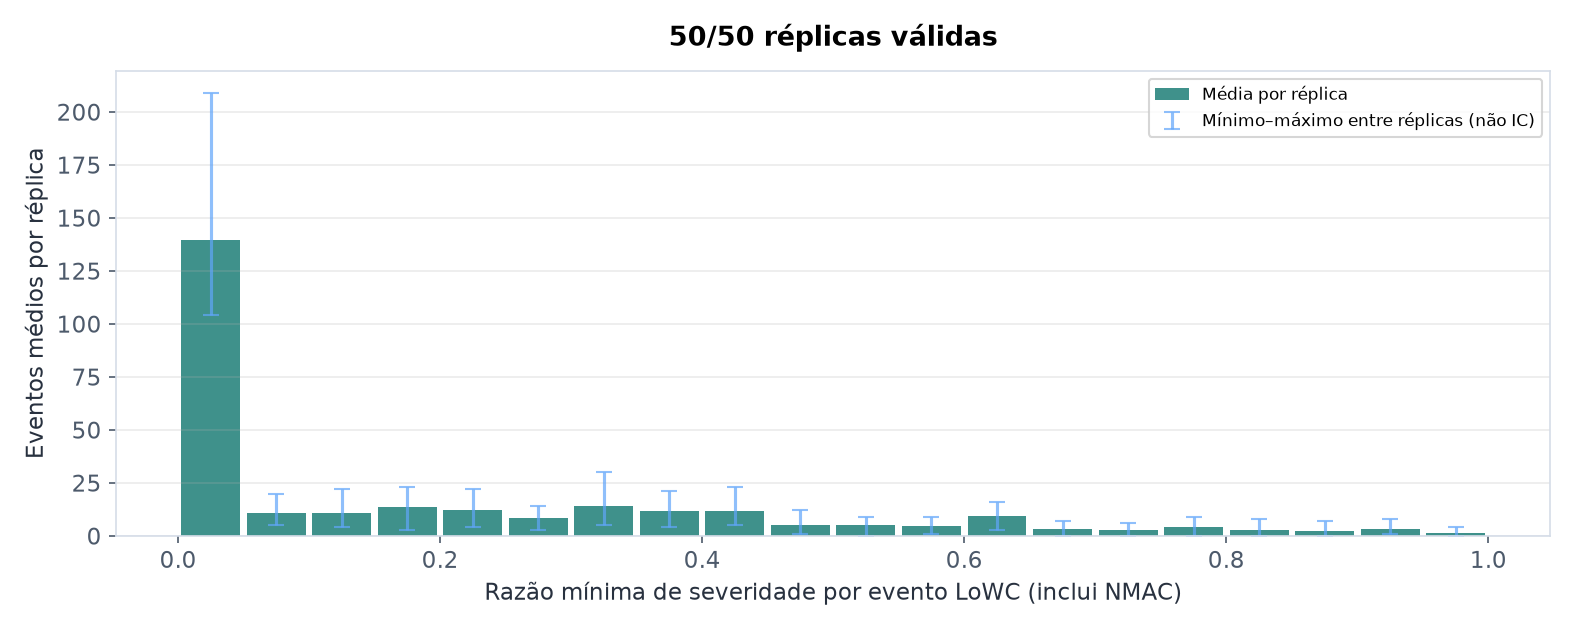 50/50 réplicas válidas
Média por réplica
Mínimo–máximo entre réplicas (não IC)
Eventos médios por réplica
200
175
150
125
100
75
50
25
0
0.0 0.2 0.4 0.6 0.8 1.0
Razão mínima de severidade por evento LoWC (inclui NMAC)